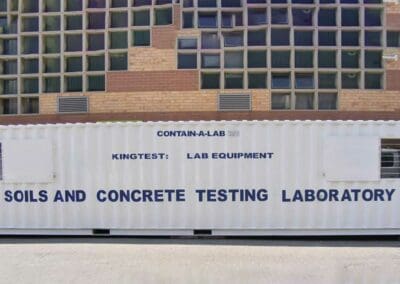 CONTAIN-A-LAB
KINGTEST: LAB EQUIPMENT
SOILS AND CONCRETE TESTING LABORATORY